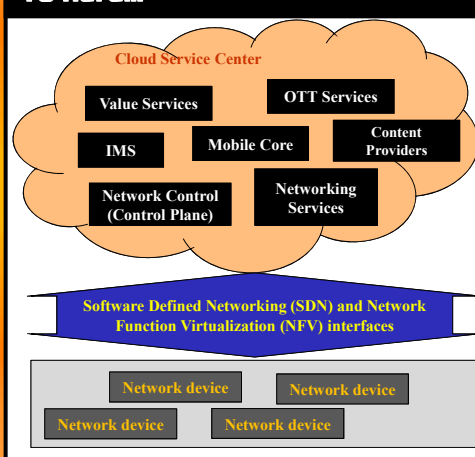 Cloud Service Center
Value Services
OTT Services
IMS
Mobile Core
Content
Providers
Network Control
(Control Plane)
Networking
Services
Software Defined Networking (SDN) and Network
Function Virtualization (NFV) interfaces
Network device
Network device
Network device
Network device